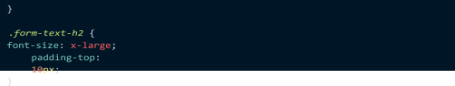 }
.form-text-h2 {
font-size: x-large;
padding-top:
10px;
}